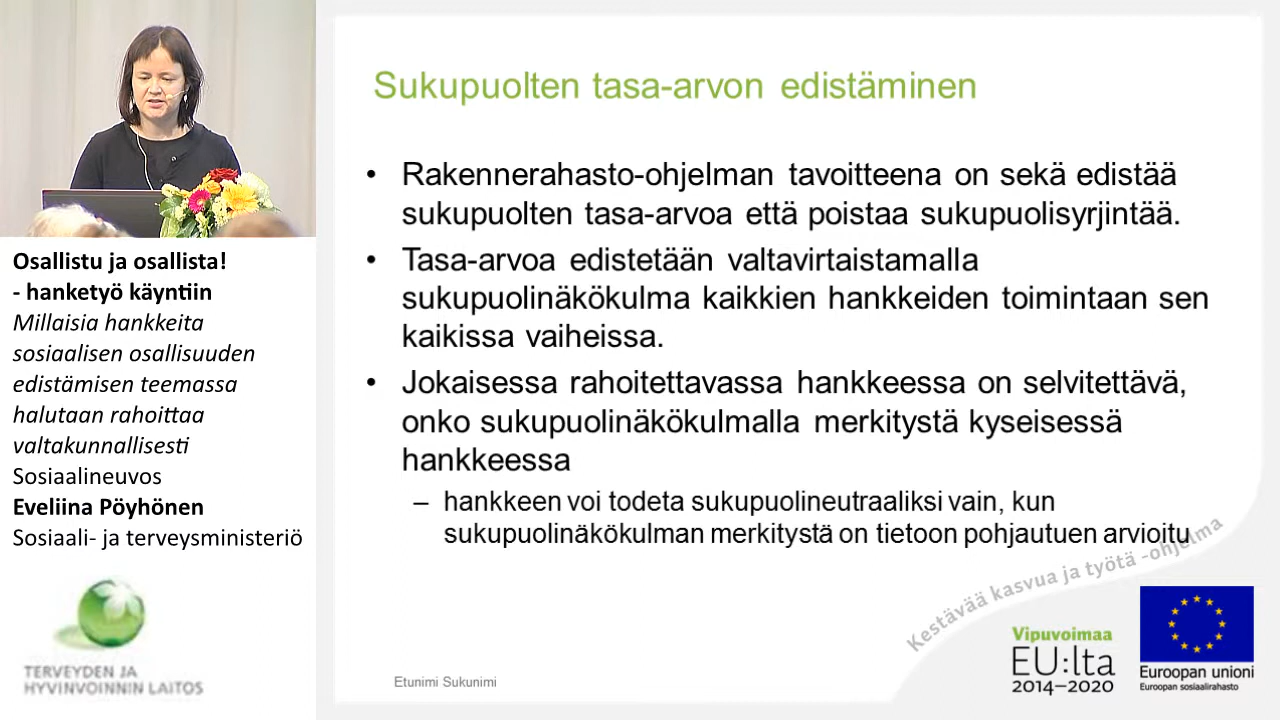 Osallistu ja osallista!
- hanketyö käyntiin
Millaisia hankkeita
sosiaalisen osallisuuden
edistämisen teemassa
halutaan rahoittaa
valtakunnallisesti
Sosiaalineuvos
Eveliina Pöyhönen
Sosiaali- ja terveysministeriö
TERVEYDEN JA
HYVINVOINNIN LAITOS
Sukupuolten tasa-arvon edistäminen
• Rakennerahasto-ohjelman tavoitteena on sekä edistää
sukupuolten tasa-arvoa että poistaa sukupuolisyrjintää.
• Tasa-arvoa edistetään valtavirtaistamalla
sukupuolinäkökulma kaikkien hankkeiden toimintaan sen
kaikissa vaiheissa.
• Jokaisessa rahoitettavassa hankkeessa on selvitettävä,
onko sukupuolinäkökulmalla merkitystä kyseisessä
hankkeessa
– hankkeen voi todeta sukupuolineutraaliksi vain, kun
sukupuolinäkökulman merkitystä on tietoon pohjautuen arvioitu
Kestävää kasvua ja työtä -ohjelma
Vipuvoimaa
EU:lta
2014–2020
Euroopan unioni
Euroopan sosiaalirahasto
Etunimi Sukunimi